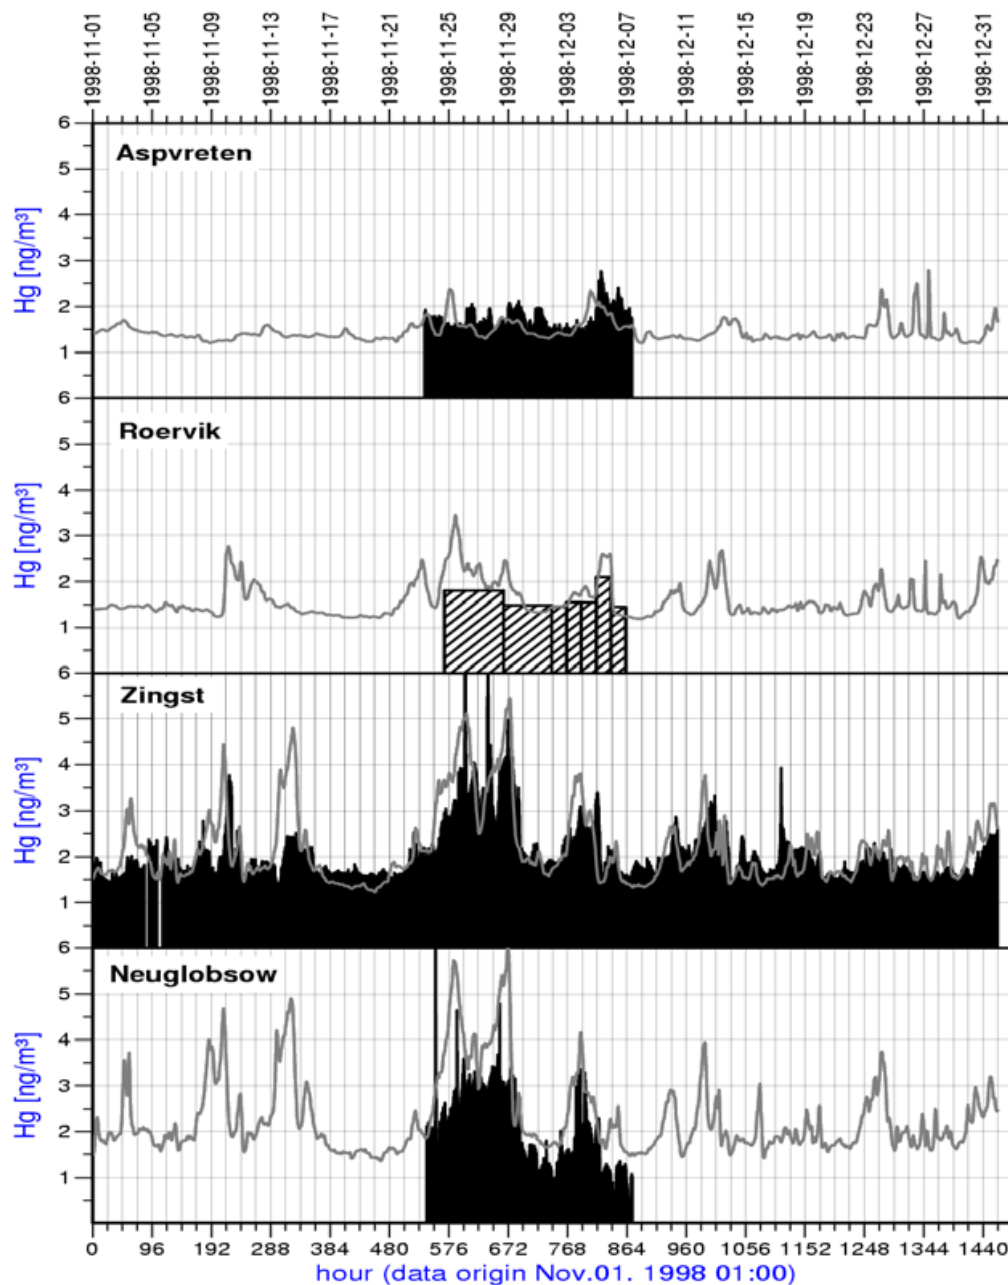 1998-11-01 1998-11-05 1998-11-09 1998-11-13 1998-11-17 1998-11-21 1998-11-25 1998-11-29 1998-12-03 1998-12-07 1998-12-11 1998-12-15 1998-12-19 1998-12-23 1998-12-27 1998-12-31
6
Aspvreten
5
4
Hg [ng/m³]
3
2
1
6
Roervik
5
4
Hg [ng/m³]
3
2
1
6
Zingst
5
4
Hg [ng/m³]
3
2
1
6
Neuglobsow
5
4
Hg [ng/m³]
3
2
1
0 96 192 288 384 480 576 672 768 864 960 1056 1152 1248 1344 1440
hour (data origin Nov.01. 1998 01:00)